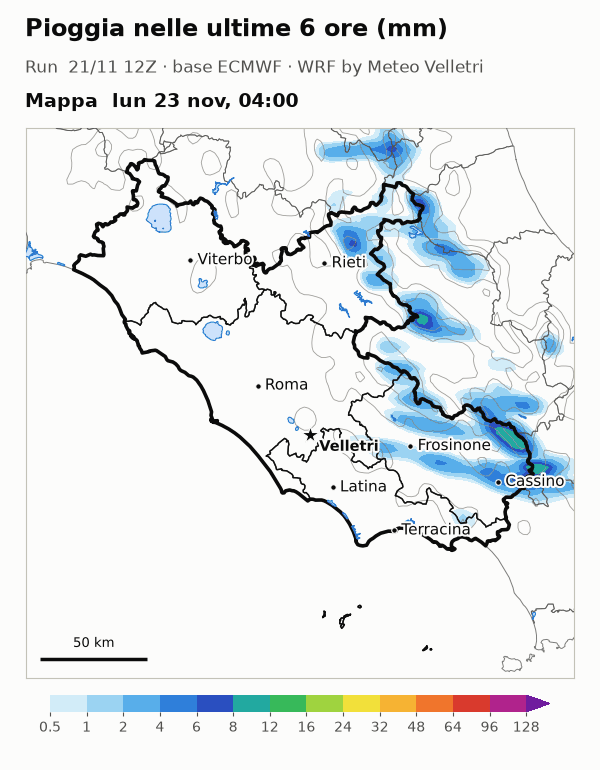 Pioggia nelle ultime 6 ore (mm)
Run  21/11 12Z · base ECMWF · WRF by Meteo Velletri
Mappa  lun 23 nov, 04:00
Viterbo
Rieti
Roma
Velletri
Frosinone
Latina
Cassino
Terracina
50 km
0.5 1 2 4 6 8 12 16 24 32 48 64 96 128